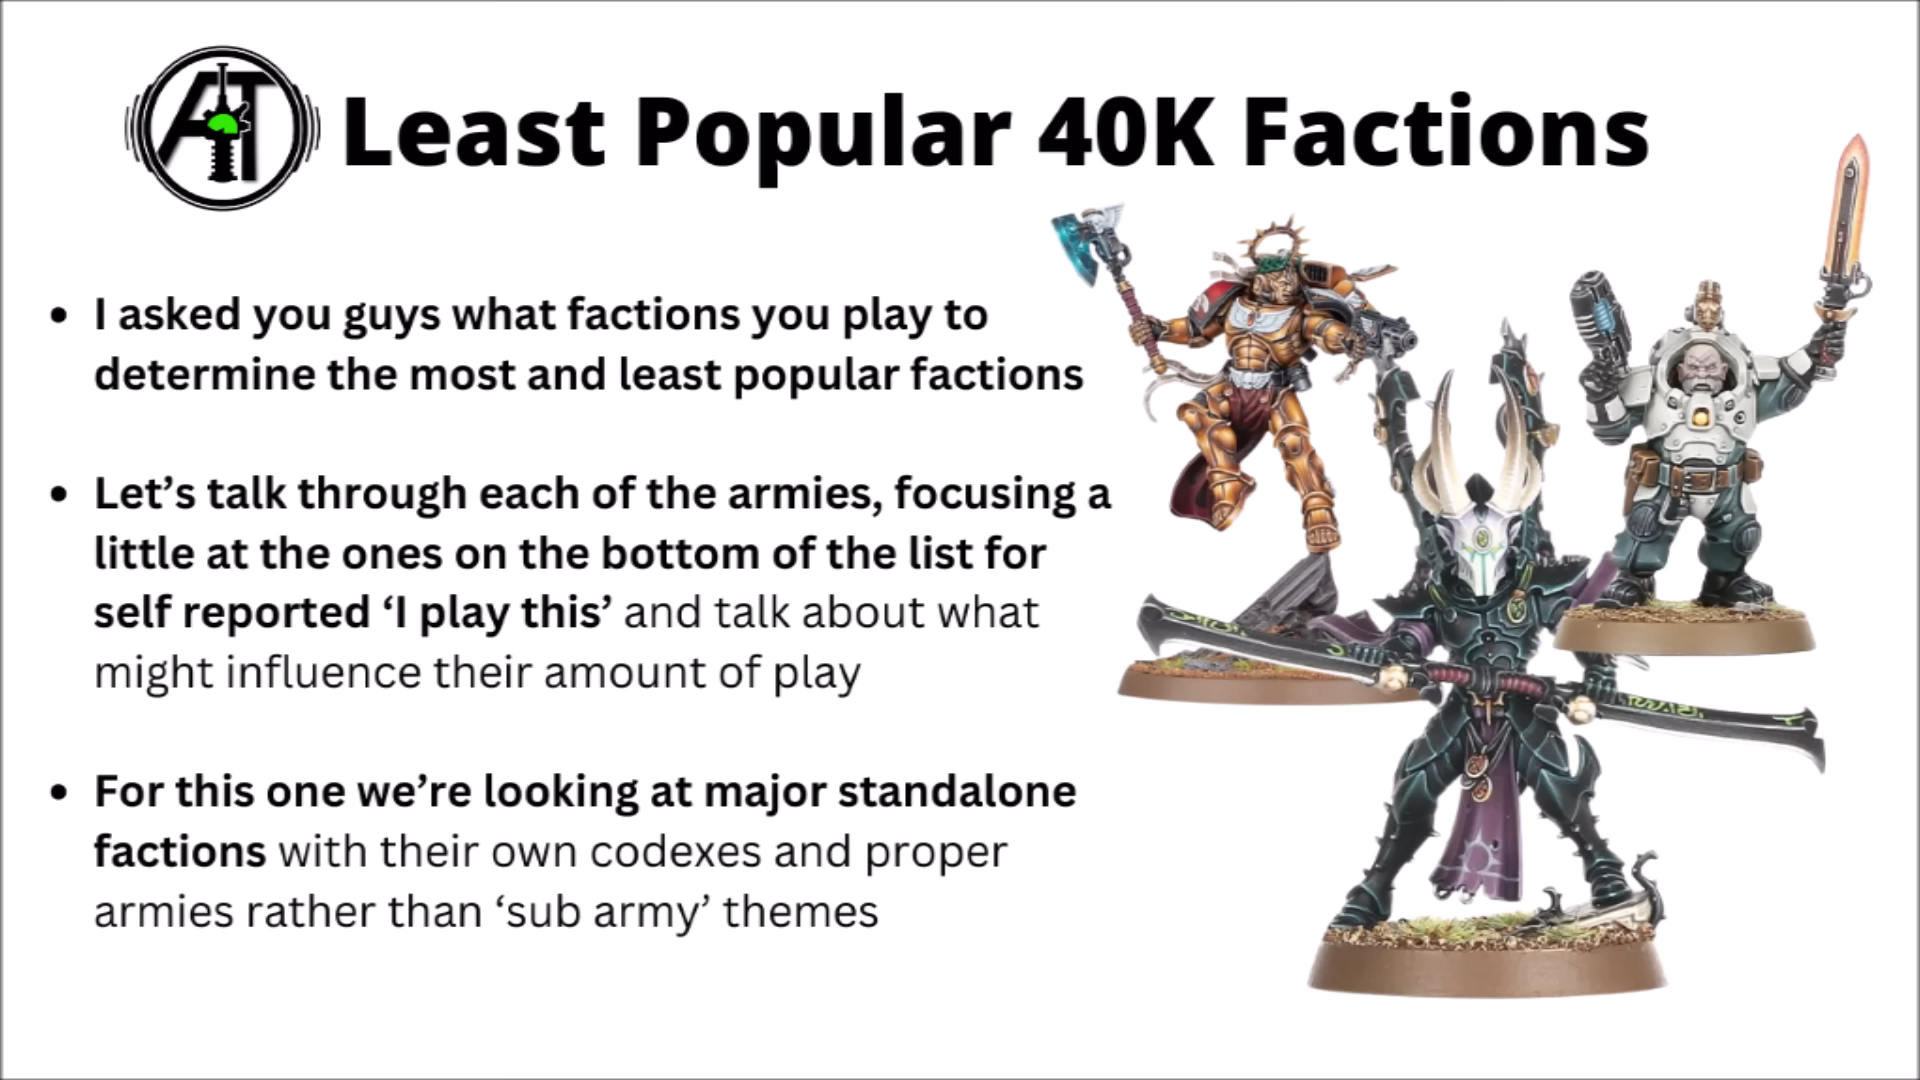 AT
Least Popular 40K Factions
• I asked you guys what factions you play to
determine the most and least popular factions
• Let’s talk through each of the armies, focusing a
little at the ones on the bottom of the list for
self reported ‘I play this’ and talk about what
might influence their amount of play
• For this one we’re looking at major standalone
factions with their own codexes and proper
armies rather than ‘sub army’ themes